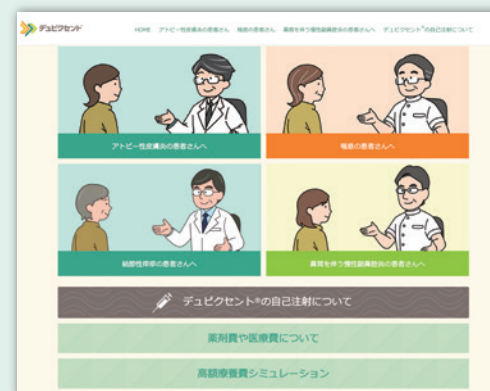 デュピクセント
HOME アトピー性皮膚炎の患者さん 喘息の患者さん 鼻茸を伴う慢性副鼻腔炎の患者さんへ デュピクセント®の自己注射について
アトピー性皮膚炎の患者さんへ
喘息の患者さんへ
結節性痒疹の患者さんへ
鼻茸を伴う慢性副鼻腔炎の患者さんへ
デュピクセント®の自己注射について
薬剤費や医療費について
高額療養費シミュレーション